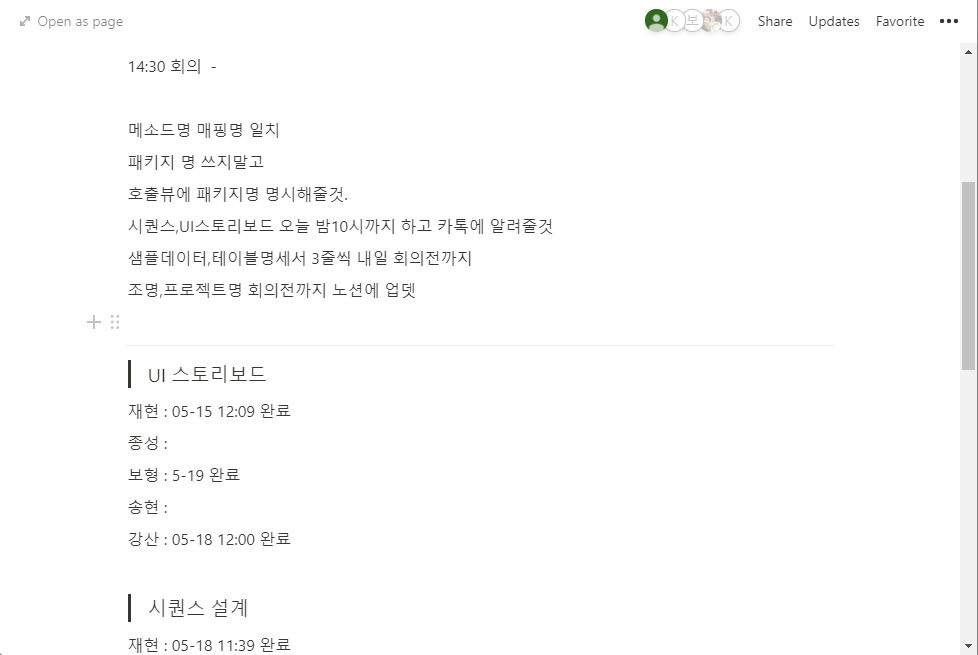 Open as page
K 보 K Share Updates Favorite •••
14:30 회의 -
메소드명 매핑명 일치
패키지 명 쓰지말고
호출뷰에 패키지명 명시해줄것.
시퀀스,UI스토리보드 오늘 밤10시까지 하고 카톡에 알려줄것
샘플데이터,테이블명세서 3줄씩 내일 회의전까지
조명,프로젝트명 회의전까지 노션에 업뎃
UI 스토리보드
재현 : 05-15 12:09 완료
종성 :
보형 : 5-19 완료
송현 :
강산 : 05-18 12:00 완료
시퀀스 설계
재현 : 05-18 11:39 완료